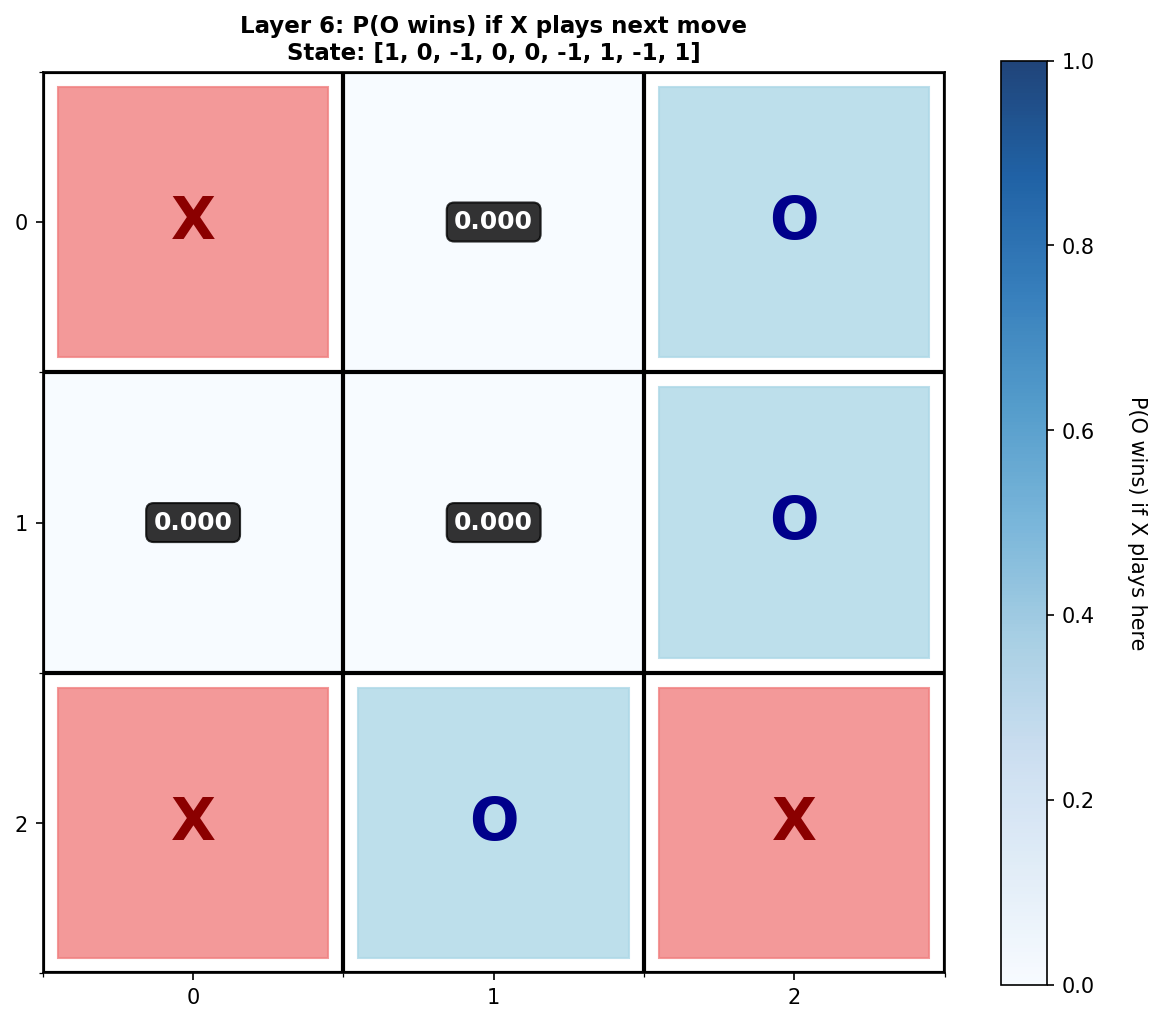 Layer 6: P(O wins) if X plays next move
State: [1, 0, -1, 0, 0, -1, 1, -1, 1]
0
X
0.000
O
1
0.000
0.000
O
2
X
O
X
0
1
2
1.0
0.8
0.6
0.4
0.2
0.0
P(O wins) if X plays here